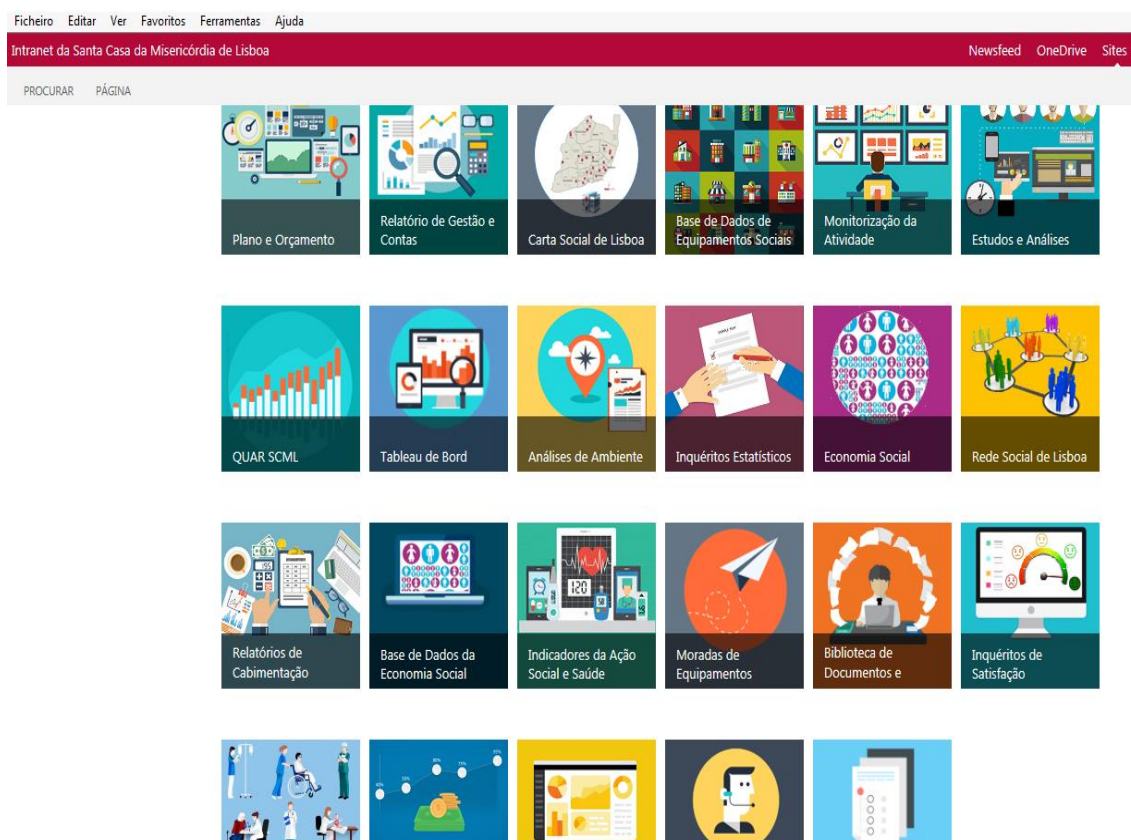 Ficheiro Editar Ver Favoritos Ferramentas Ajuda
Intranet da Santa Casa da Misericórdia de Lisboa
Newsfeed OneDrive Sites
PROCURAR PÁGINA
Plano e Orçamento
Relatório de Gestão e
Contas
Carta Social de Lisboa
Base de Dados de
Equipamentos Sociais
Monitorização da
Atividade
Estudos e Análises
QUAR SCML
Tableau de Bord
Análises de Ambiente
Inquéritos Estatísticos
Economia Social
Rede Social de Lisboa
Relatórios de
Cabimentação
Base de Dados da
Economia Social
120
Indicadores da Ação
Social e Saúde
Moradas de
Equipamentos
Biblioteca de
Documentos e
Inquéritos de
Satisfação